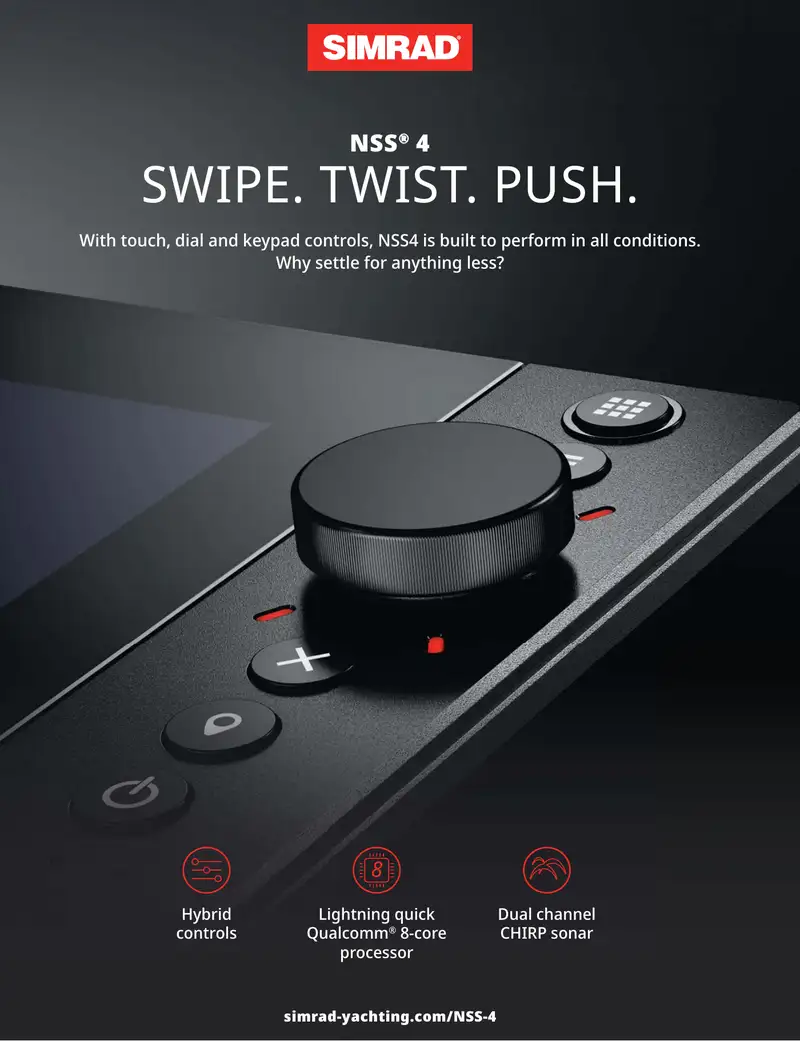 SIMRAD®
NSS® 4
SWIPE. TWIST. PUSH.
With touch, dial and keypad controls, NSS4 is built to perform in all conditions.
Why settle for anything less?
8
Hybrid
controls
Lightning quick
Qualcomm® 8-core
processor
Dual channel
CHIRP sonar
simrad-yachting.com/NSS-4